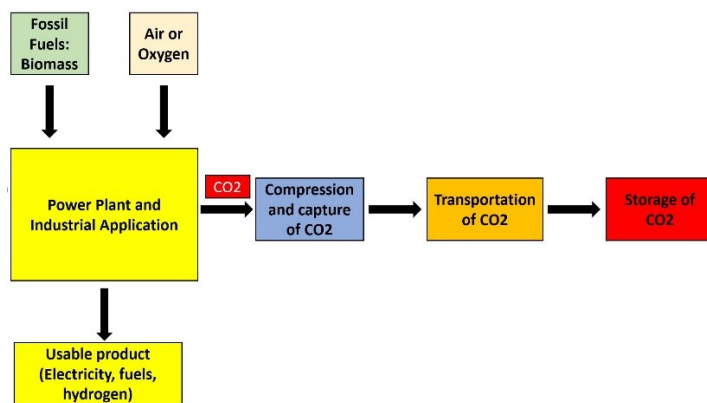 Fossil
Fuels:
Biomass
Air or
Oxygen
Power Plant and
Industrial Application
CO2
Compression
and capture
of CO2
Transportation
of CO2
Storage of
CO2
Usable product
(Electricity, fuels,
hydrogen)